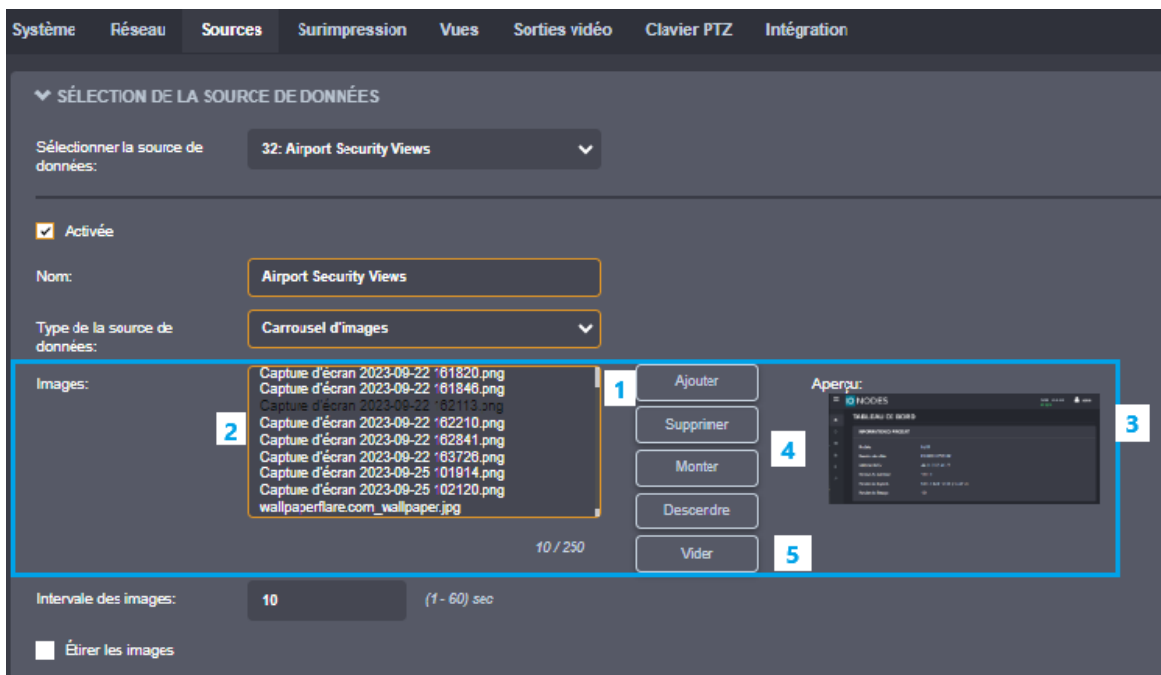 Système Réseau Sources Surimpression Vues Sorties vidéo Clavier PTZ Intégration
SÉLECTION DE LA SOURCE DE DONNÉES
Sélectionner la source de données:
32: Airport Security Views
Activée
Nom:
Airport Security Views
Type de la source de données:
Carrousel d'images
Images:
Capture d'écran 2023-09-22 161820.png
Capture d'écran 2023-09-22 161846.png
Capture d'écran 2023-09-22 162113.png
Capture d'écran 2023-09-22 162210.png
Capture d'écran 2023-09-22 162841.png
Capture d'écran 2023-09-22 163726.png
Capture d'écran 2023-09-25 101914.png
Capture d'écran 2023-09-25 102120.png
wallpaperflare.com_wallpaper.jpg
10 / 250
2
1
Ajouter
Supprimer
Monter
Descerdre
Vider
4
5
Aperçu:
IONODES
TABLEAU DE BORD
3
Intervale des images:
10
(1 - 60) sec
Étirer les images